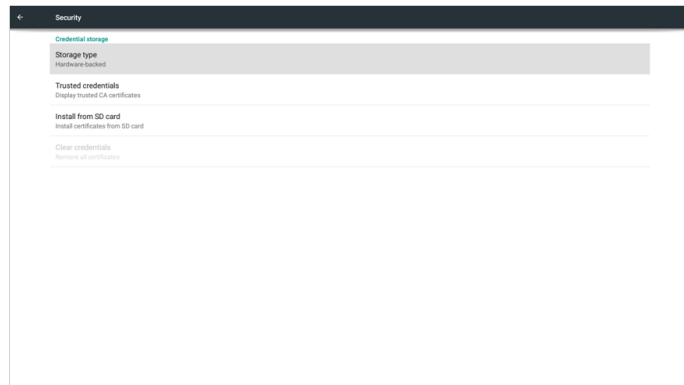 Security
Credential storage
Storage type
Hardware-backed
Trusted credentials
Display trusted CA certificates
Install from SD card
Install certificates from SD card
Clear credentials
Remove all certificates